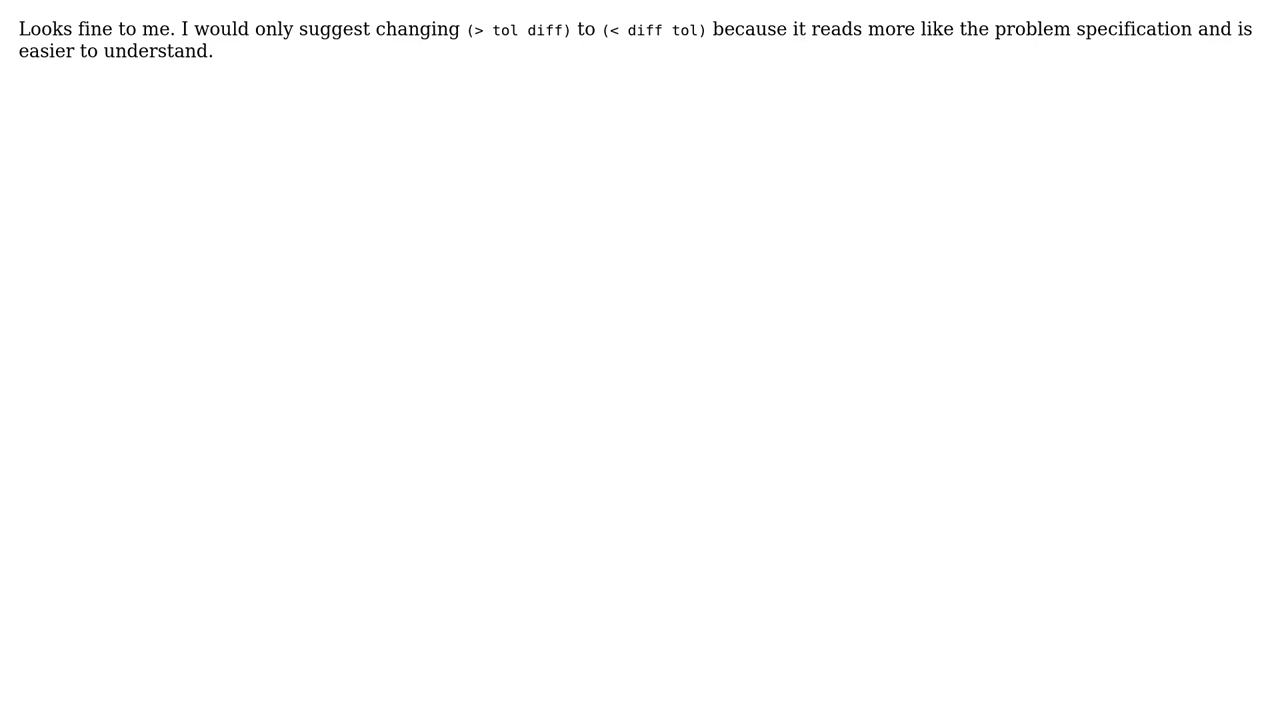 Looks fine to me. I would only suggest changing (> tol diff) to (< diff tol) because it reads more like the problem specification and is
easier to understand.